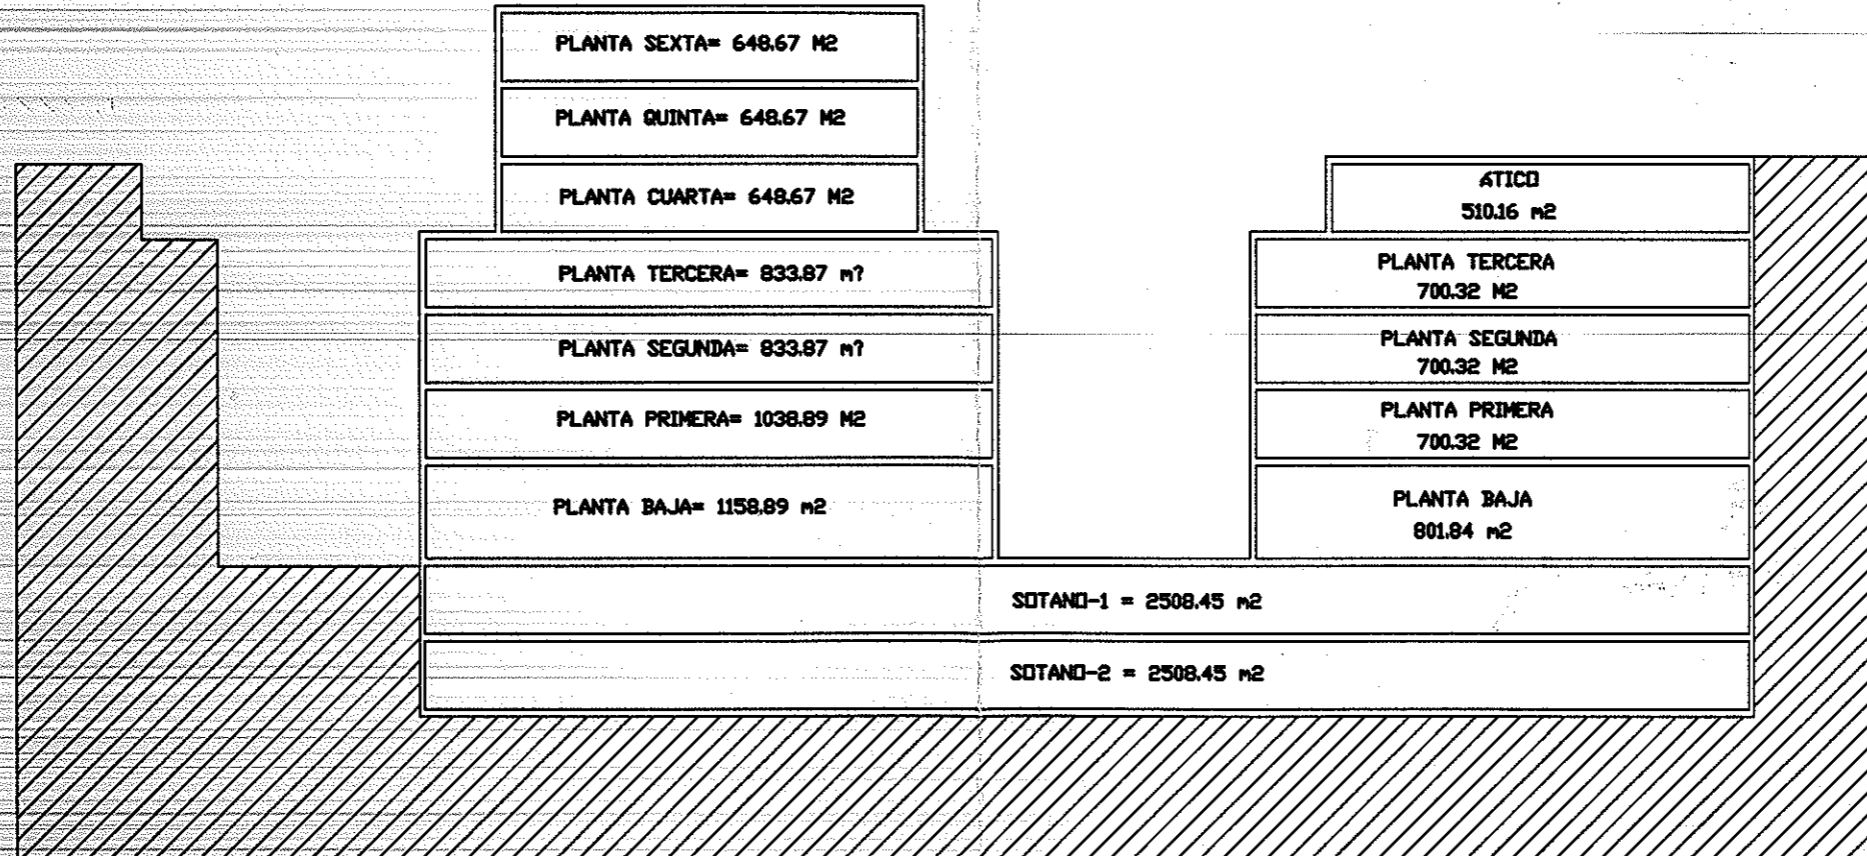 PLANTA SEXTA= 648.67 M2
PLANTA QUINTA= 648.67 M2
PLANTA CUARTA= 648.67 M2
PLANTA TERCERA= 833.87 m?
PLANTA SEGUNDA= 833.87 m?
PLANTA PRIMERA= 1038.89 M2
PLANTA BAJA= 1158.89 m2
ATICO
510.16 m2
PLANTA TERCERA
700.32 M2
PLANTA SEGUNDA
700.32 M2
PLANTA PRIMERA
700.32 M2
PLANTA BAJA
801.84 m2
SOTANO-1 = 2508.45 m2
SOTANO-2 = 2508.45 m2